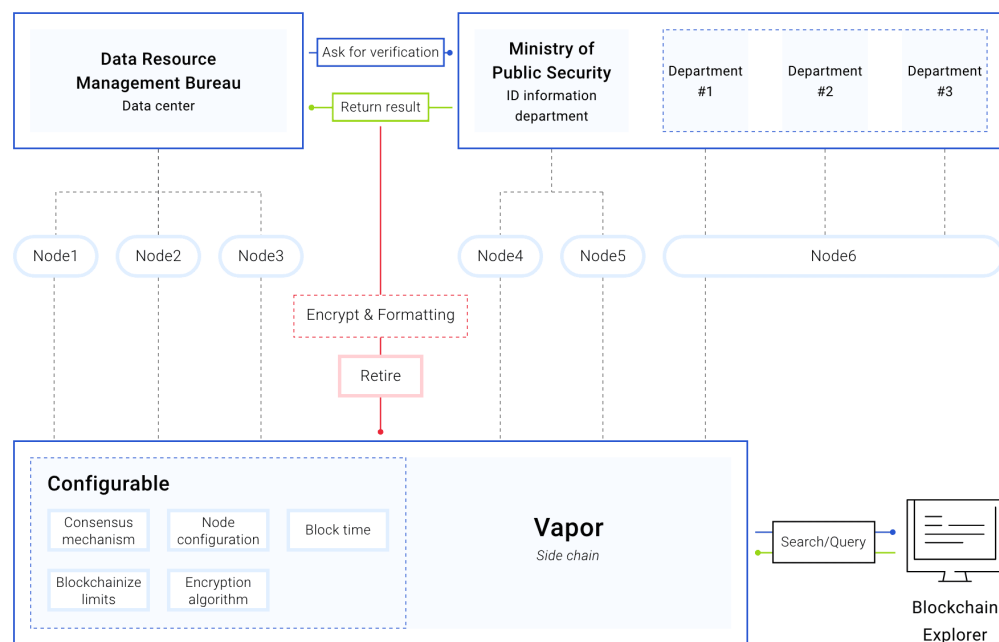 Data Resource
Management Bureau
Data center
Ask for verification
Return result
Ministry of
Public Security
ID information
department
Department
#1
Department
#2
Department
#3
Node1
Node2
Node3
Node4
Node5
Node6
Encrypt & Formatting
Retire
Configurable
Consensus
mechanism
Node
configuration
Block time
Blockchainize
limits
Encryption
algorithm
Vapor
Side chain
Search/Query
Blockchain
Explorer